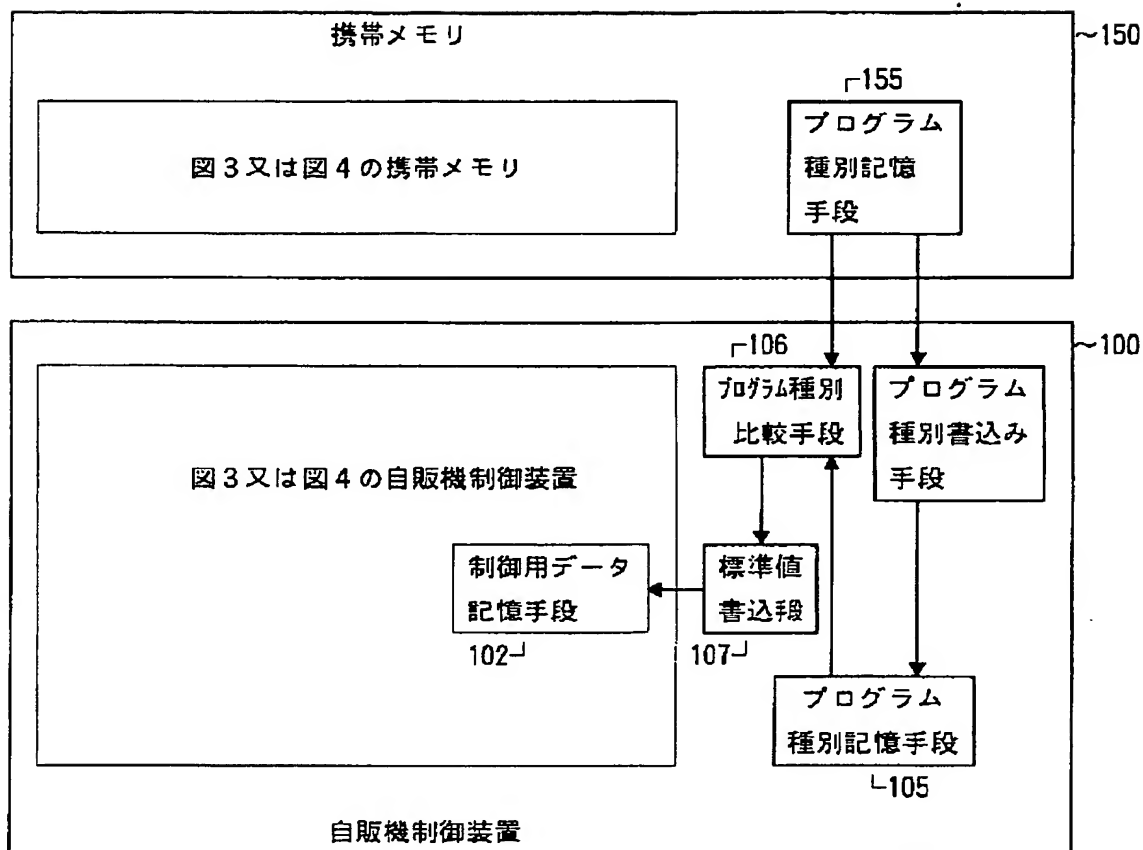 携帯メモリ
~150
┌155
プログラム
種別記憶
手段
図3又は図4の携帯メモリ
~100
┌106
プログラム種別
比較手段
プログラム
種別書込み
手段
図3又は図4の自販機制御装置
制御用データ
記憶手段
102┘
標準値
書込手段
107┘
プログラム
種別記憶手段
└105
自販機制御装置